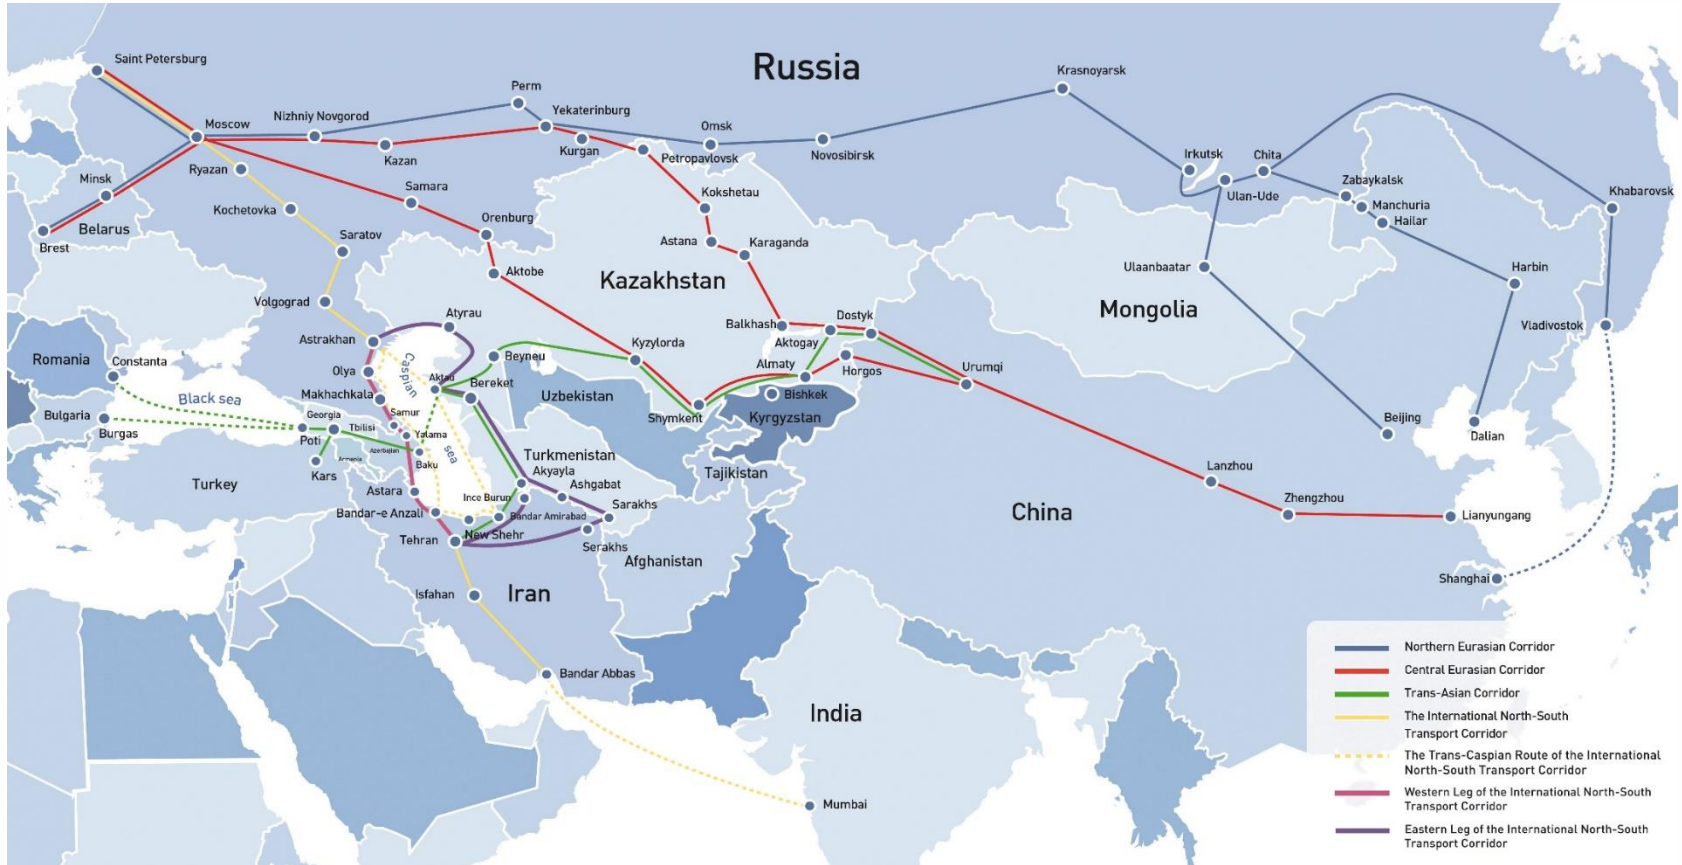 Saint Petersburg
Russia
Krasnoyarsk
Perm
Yekaterinburg
Nizhniy Novgorod
Moscow
Omsk
Kazan
Kurgan
Petropavlovsk
Novosibirsk
Irkutsk
Chita
Ryazan
Minsk
Samara
Kokshetau
Ulan-Ude
Zabaykalsk
Manchuria
Hailar
Khabarovsk
Kochetovka
Belarus
Brest
Orenburg
Saratov
Astana
Karaganda
Aktobe
Kazakhstan
Ulaanbaatar
Harbin
Volgograd
Mongolia
Atyrau
Balkhash
Dostyk
Vladivostok
Astrakhan
Aktogay
Romania
Constanta
Beyneu
Kyzylorda
Almaty
Horgos
Urumqi
Olya
Caspian
sea
Aktau
Bereket
Makhachkala
Uzbekistan
Bishkek
Black sea
Shymkent
Kyrgyzstan
Bulgaria
Burgas
Georgia
Samur
Beijing
Dalian
Poti
Tbilisi
Yalama
Azerbaijan
Armenia
Baku
Kars
Turkmenistan
Tajikistan
Lanzhou
Turkey
Akyayla
Ashgabat
Astara
Ince Burun
Sarakhs
Zhengzhou
Bandar-e Anzali
Bandar Amirabad
China
Lianyungang
Tehran
New Shehr
Serakhs
Afghanistan
Shanghai
Isfahan
Iran
Bandar Abbas
India
Mumbai
Northern Eurasian Corridor
Central Eurasian Corridor
Trans-Asian Corridor
The International North-South
Transport Corridor
The Trans-Caspian Route of the International
North-South Transport Corridor
Western Leg of the International North-South
Transport Corridor
Eastern Leg of the International North-South
Transport Corridor